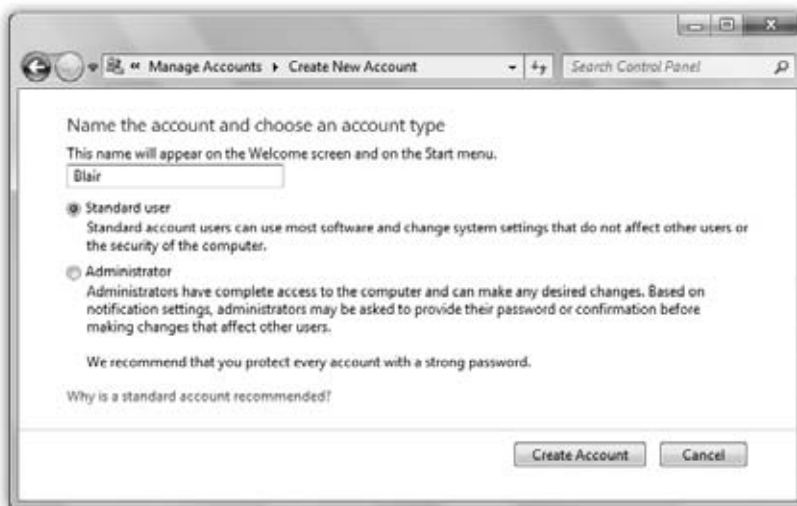 « Manage Accounts ▸ Create New Account
Search Control Panel
Name the account and choose an account type
This name will appear on the Welcome screen and on the Start menu.
Blair
Standard user
Standard account users can use most software and change system settings that do not affect other users or
the security of the computer.
Administrator
Administrators have complete access to the computer and can make any desired changes. Based on
notification settings, administrators may be asked to provide their password or confirmation before
making changes that affect other users.
We recommend that you protect every account with a strong password.
Why is a standard account recommended?
Create Account
Cancel